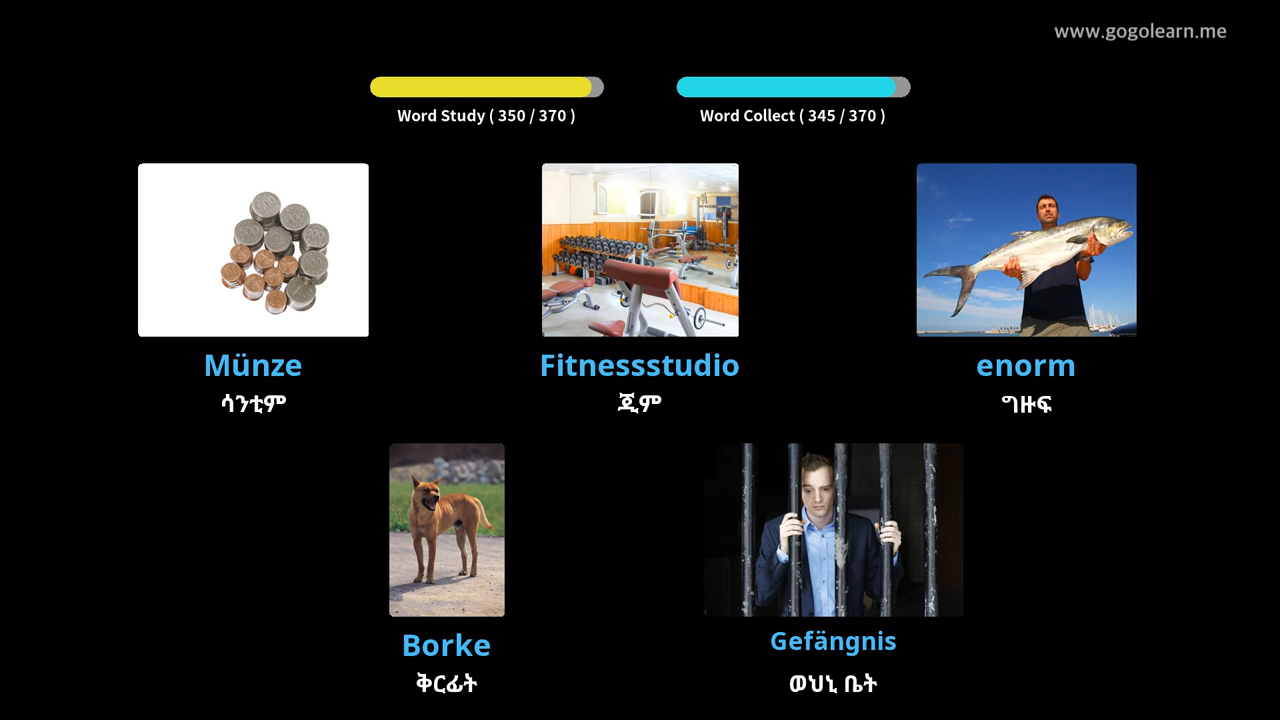 www.gogolearn.me
Word Study ( 350 / 370 )
Word Collect ( 345 / 370 )
Münze
ሳንቲም
Fitnessstudio
ጂም
enorm
ግዙፍ
Borke
ቅርፊት
Gefängnis
ወህኒ ቤት